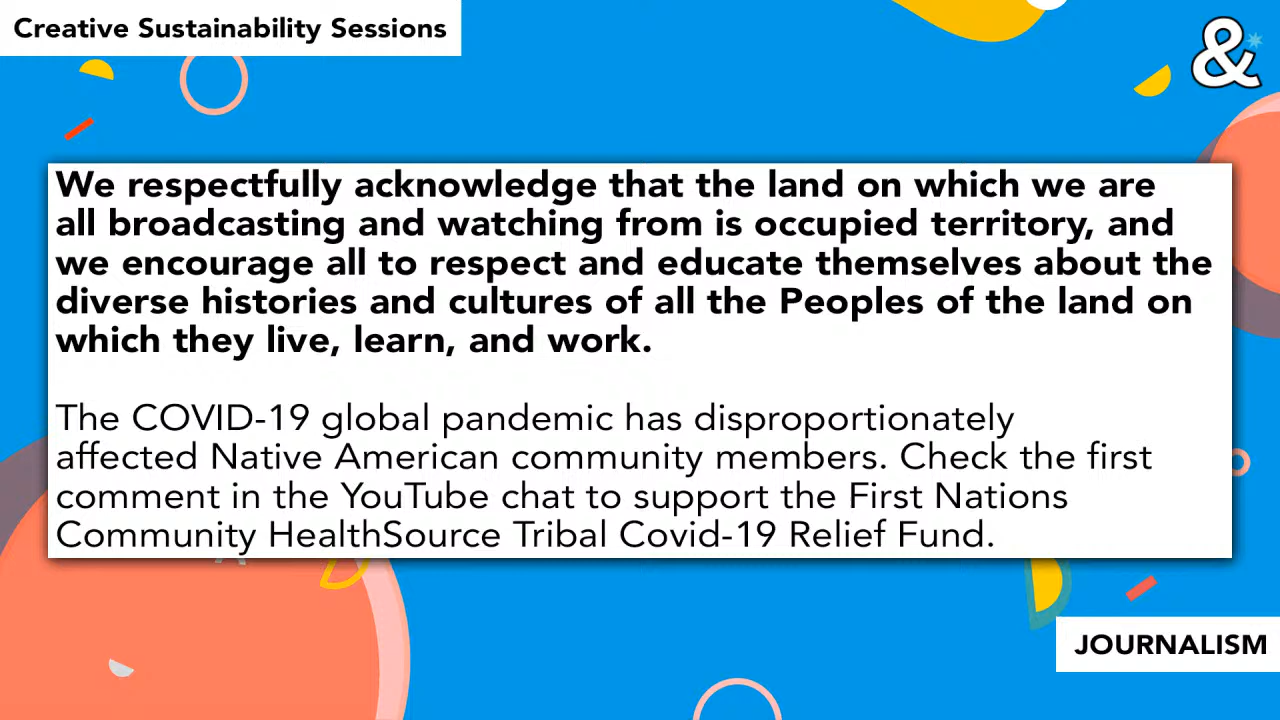 Creative Sustainability Sessions
&
We respectfully acknowledge that the land on which we are
all broadcasting and watching from is occupied territory, and
we encourage all to respect and educate themselves about the
diverse histories and cultures of all the Peoples of the land on
which they live, learn, and work.
The COVID-19 global pandemic has disproportionately
affected Native American community members. Check the first
comment in the YouTube chat to support the First Nations
Community HealthSource Tribal Covid-19 Relief Fund.
JOURNALISM